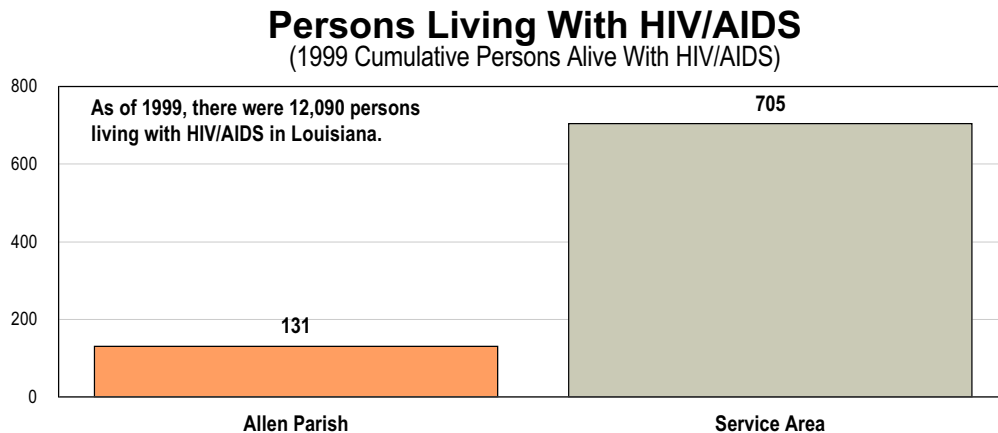 Persons Living With HIV/AIDS
(1999 Cumulative Persons Alive With HIV/AIDS)
800
As of 1999, there were 12,090 persons
living with HIV/AIDS in Louisiana.
705
600
400
200
131
0
Allen Parish
Service Area